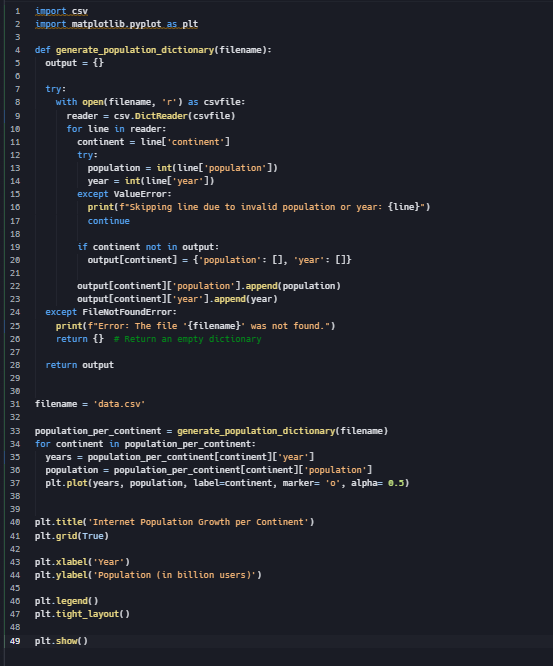 1 import csv
2 import matplotlib.pyplot as plt
3
4 def generate_population_dictionary(filename):
5   output = {}
6
7   try:
8     with open(filename, 'r') as csvfile:
9       reader = csv.DictReader(csvfile)
10       for line in reader:
11         continent = line['continent']
12         try:
13           population = int(line['population'])
14           year = int(line['year'])
15         except ValueError:
16           print(f"Skipping line due to invalid population or year: {line}")
17           continue
18
19         if continent not in output:
20           output[continent] = {'population': [], 'year': []}
21
22         output[continent]['population'].append(population)
23         output[continent]['year'].append(year)
24   except FileNotFoundError:
25     print(f"Error: The file '{filename}' was not found.")
26     return {}  # Return an empty dictionary
27
28   return output
29
30
31 filename = 'data.csv'
32
33 population_per_continent = generate_population_dictionary(filename)
34 for continent in population_per_continent:
35   years = population_per_continent[continent]['year']
36   population = population_per_continent[continent]['population']
37   plt.plot(years, population, label=continent, marker= 'o', alpha= 0.5)
38
39
40 plt.title('Internet Population Growth per Continent')
41 plt.grid(True)
42
43 plt.xlabel('Year')
44 plt.ylabel('Population (in billion users)')
45
46 plt.legend()
47 plt.tight_layout()
48
49 plt.show()